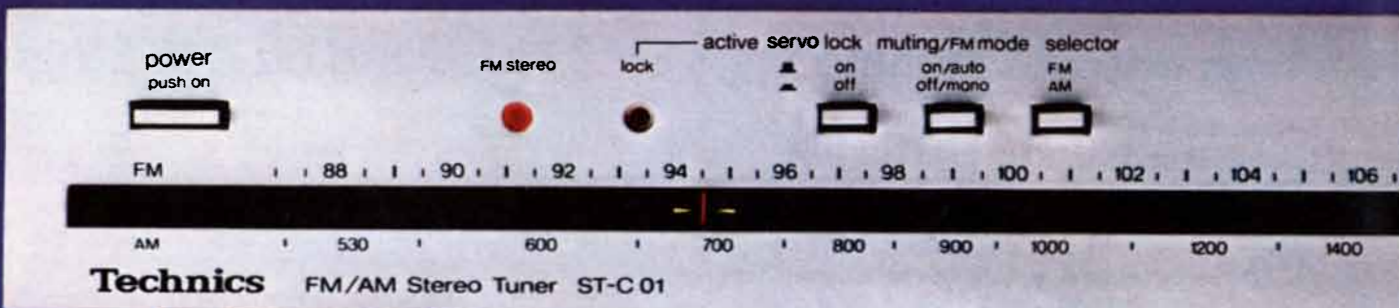 power
push on
FM stereo
lock
active servo lock
on
off
muting/FM mode
on/auto
off/mono
selector
FM
AM
FM 88 90 92 94 96 98 100 102 104 106
AM 530 600 700 800 900 1000 1200 1400
Technics FM/AM Stereo Tuner ST-C 01